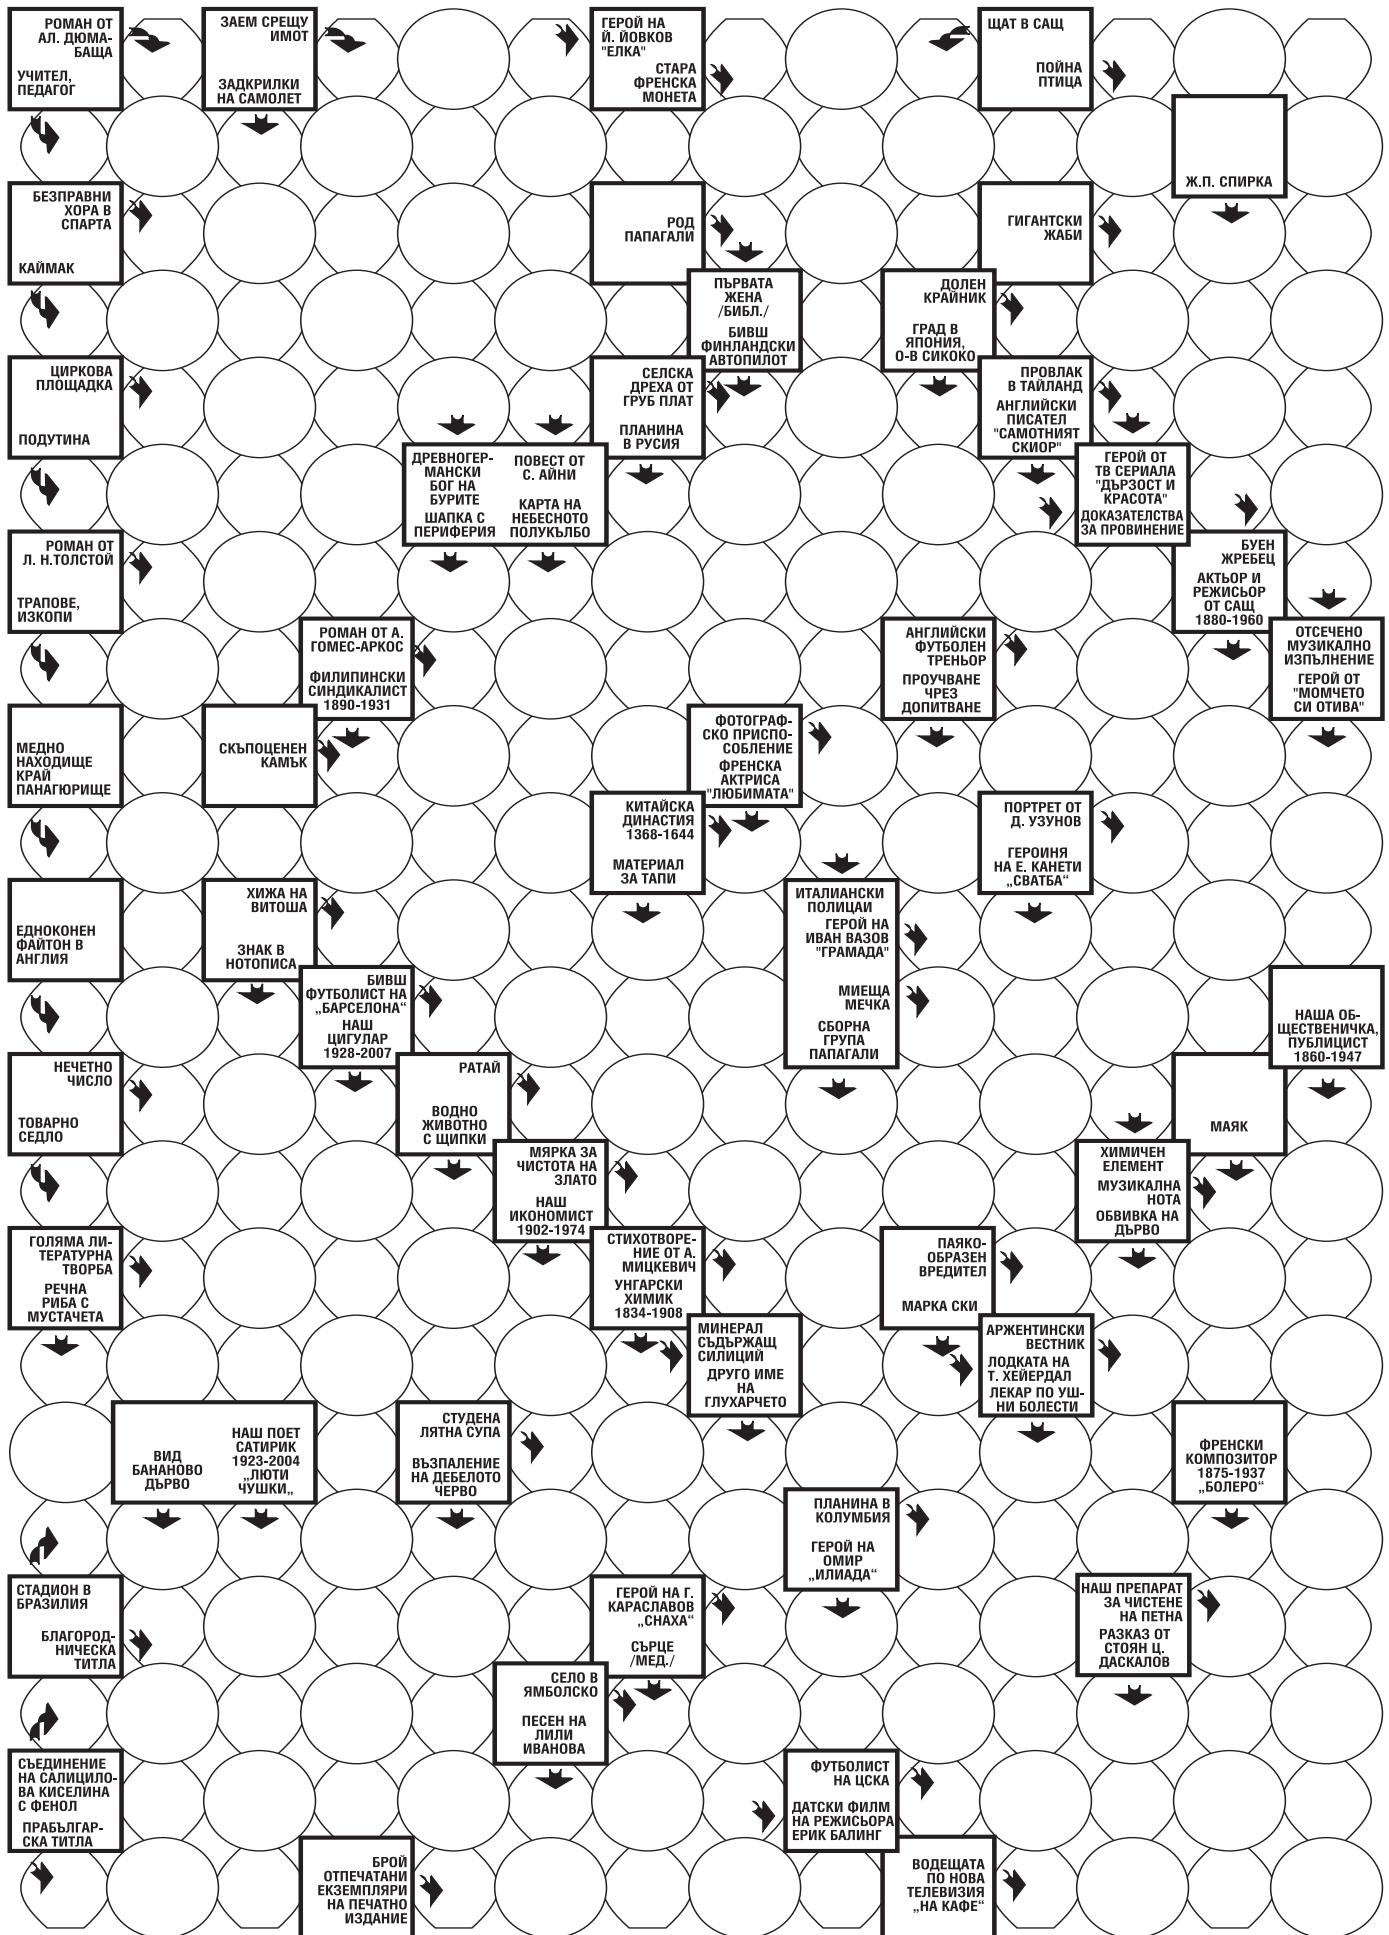 РОМАН ОТ
АЛ. ДЮМА-
БАЩА
УЧИТЕЛ,
ПЕДАГОГ
ЗАЕМ СРЕЩУ
ИМОТ
ЗАДКРИЛКИ
НА САМОЛЕТ
ГЕРОЙ НА
Й. ЙОВКОВ
"ЕЛКА"
СТАРА
ФРЕНСКА
МОНЕТА
ЩАТ В САЩ
ПОЙНА
ПТИЦА
Ж.П. СПИРКА
БЕЗПРАВНИ
ХОРА В
СПАРТА
КАЙМАК
РОД
ПАПАГАЛИ
ГИГАНТСКИ
ЖАБИ
ПЪРВАТА
ЖЕНА
/БИБЛ./
БИВШ
ФИНЛАНДСКИ
АВТОПИЛОТ
ДОЛЕН
КРАЙНИК
ГРАД В
ЯПОНИЯ,
О-В СИКОКО
ЦИРКОВА
ПЛОЩАДКА
ПОДУТИНА
СЕЛСКА
ДРЕХА ОТ
ГРУБ ПЛАТ
ПЛАНИНА
В РУСИЯ
ПРОВЛАК
В ТАЙЛАНД
АНГЛИЙСКИ
ПИСАТЕЛ
"САМОТНИЯТ
СКИОР"
ДРЕВНОГЕР-
МАНСКИ
БОГ НА
БУРИТЕ
ШАПКА С
ПЕРИФЕРИЯ
ПОВЕСТ ОТ
С. АЙНИ
КАРТА НА
НЕБЕСНОТО
ПОЛУКЪЛБО
ГЕРОЙ ОТ
ТВ СЕРИАЛА
"ДЪРЗОСТ И
КРАСОТА"
ДОКАЗАТЕЛСТВА
ЗА ПРОВИНЕНИЕ
РОМАН ОТ
Л. Н.ТОЛСТОЙ
ТРАПОВЕ,
ИЗКОПИ
БУЕН
ЖРЕБЕЦ
АКТЬОР И
РЕЖИСЬОР
ОТ САЩ
1880-1960
РОМАН ОТ А.
ГОМЕС-АРКОС
ФИЛИПИНСКИ
СИНДИКАЛИСТ
1890-1931
АНГЛИЙСКИ
ФУТБОЛЕН
ТРЕНЬОР
ПРОУЧВАНЕ
ЧРЕЗ
ДОПИТВАНЕ
ОТСЕЧЕНО
МУЗИКАЛНО
ИЗПЪЛНЕНИЕ
ГЕРОЙ ОТ
"МОМЧЕТО
СИ ОТИВА"
МЕДНО
НАХОДИЩЕ
КРАЙ
ПАНАГЮРИЩЕ
СКЪПОЦЕНЕН
КАМЪК
ФОТОГРАФ-
СКО ПРИСПО-
СОБЛЕНИЕ
ФРЕНСКА
АКТРИСА
"ЛЮБИМАТА"
КИТАЙСКА
ДИНАСТИЯ
1368-1644
МАТЕРИАЛ
ЗА ТАПИ
ПОРТРЕТ ОТ
Д. УЗУНОВ
ГЕРОИНЯ
НА Е. КАНЕТИ
„СВАТБА“
ЕДНОКОНЕН
ФАЙТОН В
АНГЛИЯ
ХИЖА НА
ВИТОША
ЗНАК В
НОТОПИСА
ИТАЛИАНСКИ
ПОЛИЦАИ
ГЕРОЙ НА
ИВАН ВАЗОВ
"ГРАМАДА"
МИЕЩА
МЕЧКА
СБОРНА
ГРУПА
ПАПАГАЛИ
БИВШ
ФУТБОЛИСТ НА
„БАРСЕЛОНА“
НАШ
ЦИГУЛАР
1928-2007
НАША ОБ-
ЩЕСТВЕНИЧКА,
ПУБЛИЦИСТ
1860-1947
НЕЧЕТНО
ЧИСЛО
ТОВАРНО
СЕДЛО
РАТАЙ
ВОДНО
ЖИВОТНО
С ЩИПКИ
МАЯК
МЯРКА ЗА
ЧИСТОТА НА
ЗЛАТО
НАШ
ИКОНОМИСТ
1902-1974
ХИМИЧЕН
ЕЛЕМЕНТ
МУЗИКАЛНА
НОТА
ОБВИВКА НА
ДЪРВО
ГОЛЯМА ЛИ-
ТЕРАТУРНА
ТВОРБА
РЕЧНА
РИБА С
МУСТАЧЕТА
СТИХОТВОРЕ-
НИЕ ОТ А.
МИЦКЕВИЧ
УНГАРСКИ
ХИМИК
1834-1908
ПАЯКО-
ОБРАЗЕН
ВРЕДИТЕЛ
МАРКА СКИ
МИНЕРАЛ
СЪДЪРЖАЩ
СИЛИЦИЙ
ДРУГО ИМЕ
НА
ГЛУХАРЧЕТО
АРЖЕНТИНСКИ
ВЕСТНИК
ЛОДКАТА НА
Т. ХЕЙЕРДАЛ
ЛЕКАР ПО УШ-
НИ БОЛЕСТИ
ВИД
БАНАНОВО
ДЪРВО
НАШ ПОЕТ
САТИРИК
1923-2004
„ЛЮТИ
ЧУШКИ„
СТУДЕНА
ЛЯТНА СУПА
ВЪЗПАЛЕНИЕ
НА ДЕБЕЛОТО
ЧЕРВО
ФРЕНСКИ
КОМПОЗИТОР
1875-1937
„БОЛЕРО“
ПЛАНИНА В
КОЛУМБИЯ
ГЕРОЙ НА
ОМИР
„ИЛИАДА“
СТАДИОН В
БРАЗИЛИЯ
БЛАГОРОД-
НИЧЕСКА
ТИТЛА
ГЕРОЙ НА Г.
КАРАСЛАВОВ
„СНАХА“
СЪРЦЕ
/МЕД./
НАШ ПРЕПАРАТ
ЗА ЧИСТЕНЕ
НА ПЕТНА
РАЗКАЗ ОТ
СТОЯН Ц.
ДАСКАЛОВ
СЕЛО В
ЯМБОЛСКО
ПЕСЕН НА
ЛИЛИ
ИВАНОВА
СЪЕДИНЕНИЕ
НА САЛИЦИЛО-
ВА КИСЕЛИНА
С ФЕНОЛ
ПРАБЪЛГАР-
СКА ТИТЛА
ФУТБОЛИСТ
НА ЦСКА
ДАТСКИ ФИЛМ
НА РЕЖИСЬОРА
ЕРИК БАЛИНГ
БРОЙ
ОТПЕЧАТАНИ
ЕКЗЕМПЛЯРИ
НА ПЕЧАТНО
ИЗДАНИЕ
ВОДЕЩАТА
ПО НОВА
ТЕЛЕВИЗИЯ
„НА КАФЕ“